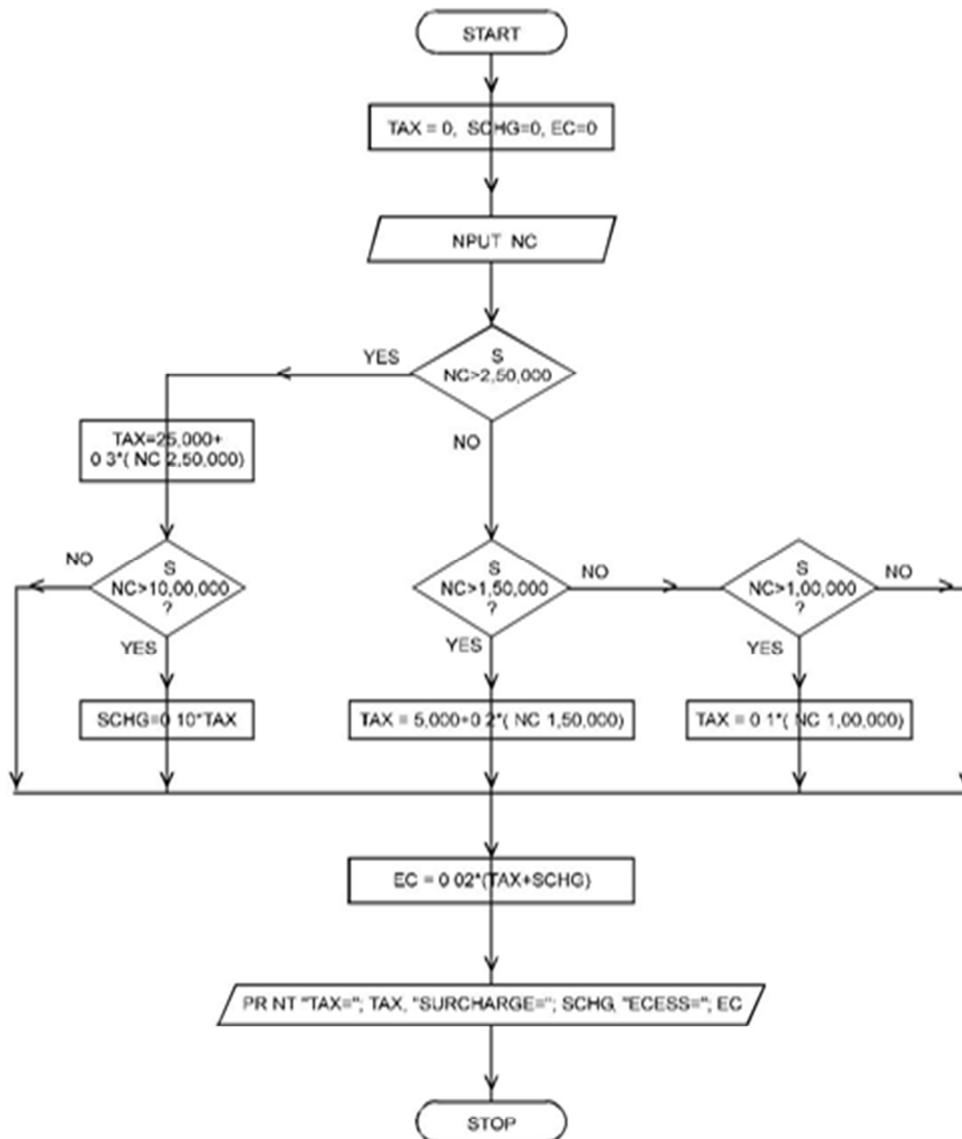 START
TAX = 0, SCHG=0, EC=0
NPUT NC
YES
S
NC>2,50,000
NO
TAX=25,000+
0 3*( NC 2,50,000)
NO
S
NC>10,00,000
?
YES
S
NC>1,50,000
?
NO
YES
S
NC>1,00,000
?
NO
YES
SCHG=0 10*TAX
TAX = 5,000+0 2*( NC 1,50,000)
TAX = 0 1*( NC 1,00,000)
EC = 0 02*(TAX+SCHG)
PR NT "TAX="; TAX, "SURCHARGE="; SCHG, "ECESS="; EC
STOP